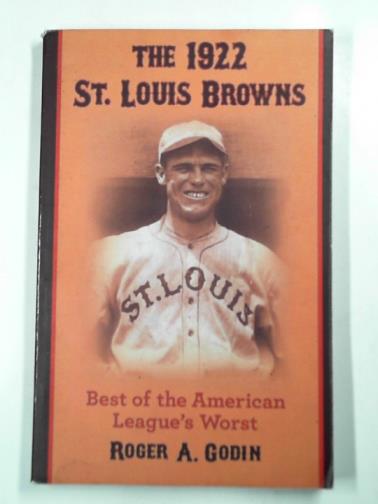 THE 1922
ST. LOUIS BROWNS
ST.LOUIS
Best of the American
League's Worst
ROGER A. GODIN